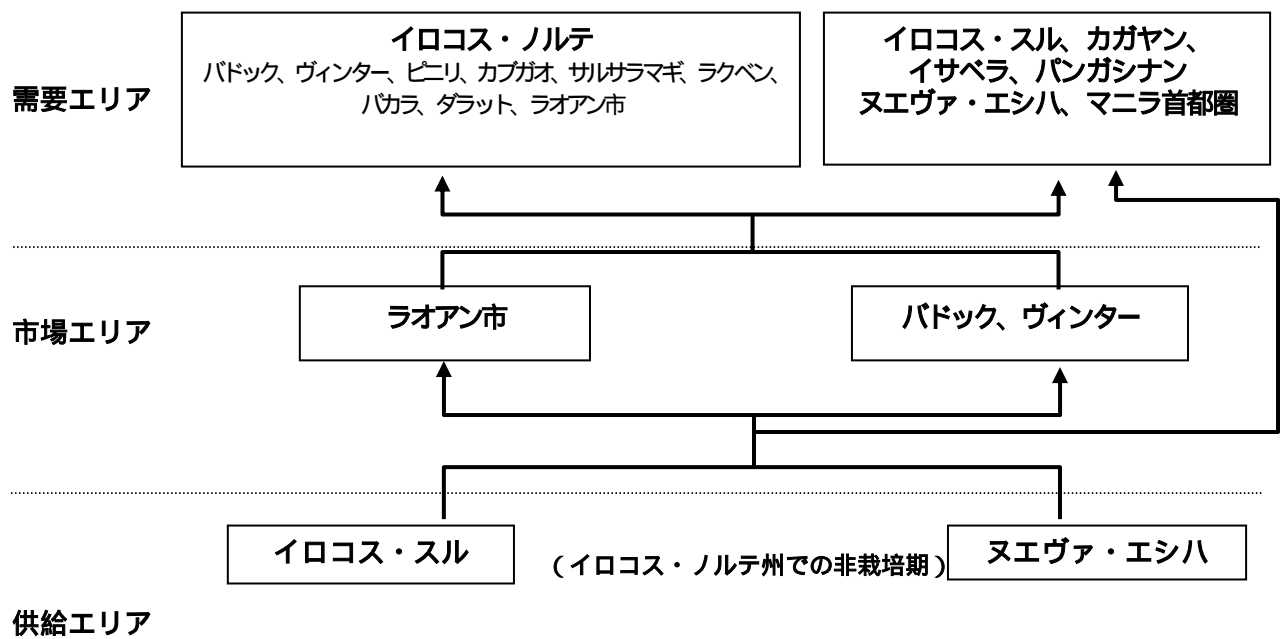 イロコス・ノルテ
バドック、ヴィンター、ピニリ、カブガオ、サルサラマギ、ラクベン、
バカラ、ダラット、ラオアン市
イロコス・スル、カガヤン、
イサベラ、パンガシナン
ヌエヴァ・エシハ、マニラ首都圏
需要エリア
ラオアン市
バドック、ヴィンター
市場エリア
イロコス・スル
（イロコス・ノルテ州での非栽培期）
ヌエヴァ・エシハ
供給エリア